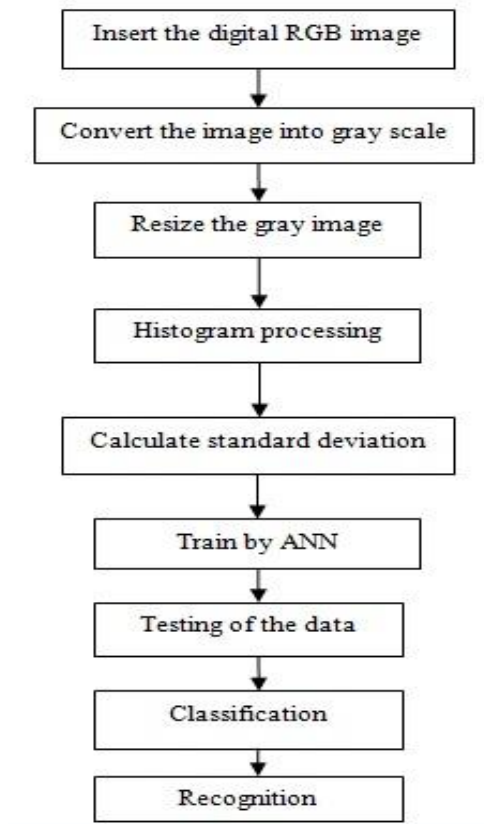 Insert the digital RGB image
Convert the image into gray scale
Resize the gray image
Histogram processing
Calculate standard deviation
Train by ANN
Testing of the data
Classification
Recognition